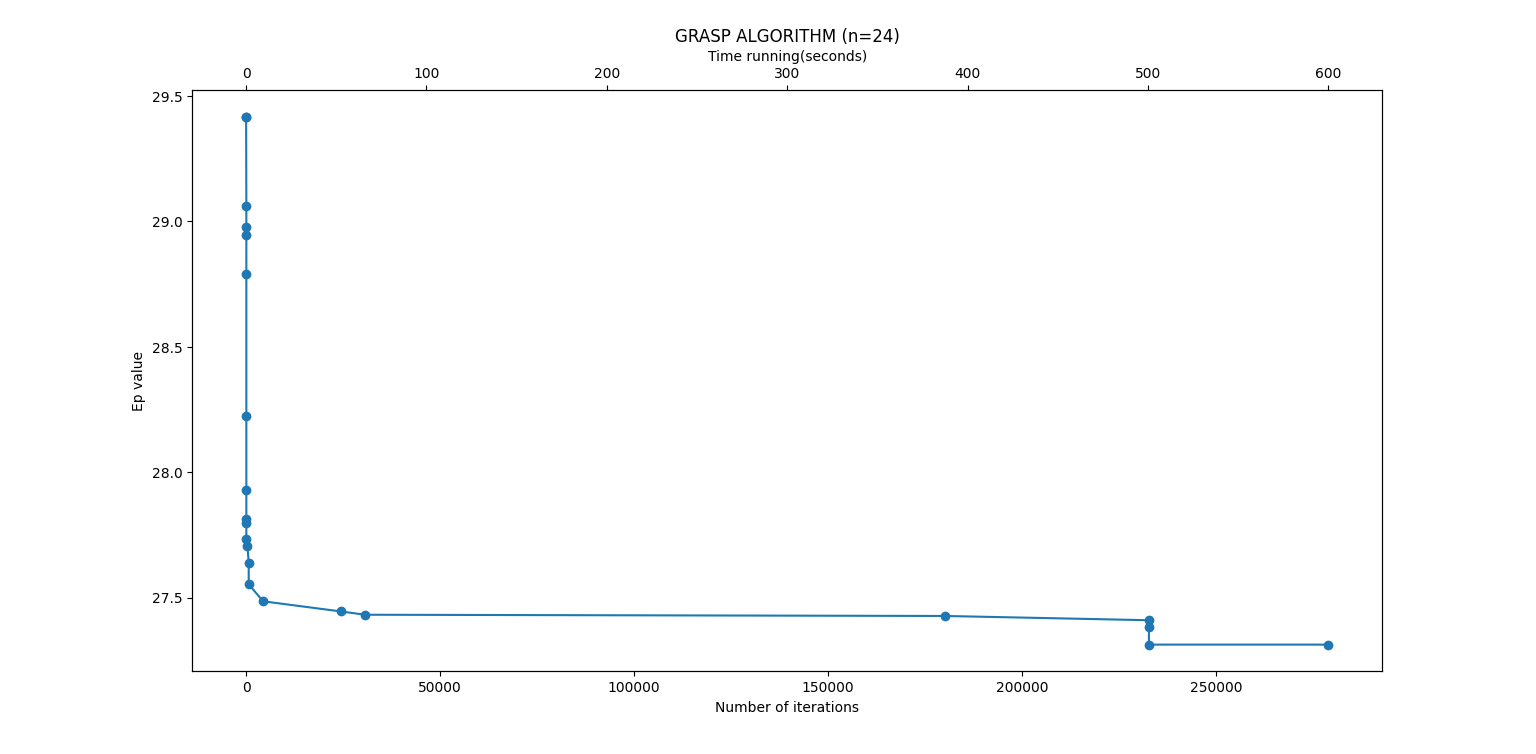 GRASP ALGORITHM (n=24)
Time running(seconds)
0 100 200 300 400 500 600
29.5
29.0
28.5
28.0
27.5
Ep value
0 50000 100000 150000 200000 250000
Number of iterations